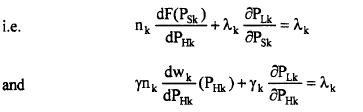 i.e. n_k dF(P_Sk)/dP_Hk + λ_k ∂P_Lk/∂P_Sk = λ_k
and γn_k dw_k/dP_Hk (P_Hk) + γ_k ∂P_Lk/∂P_Hk = λ_k